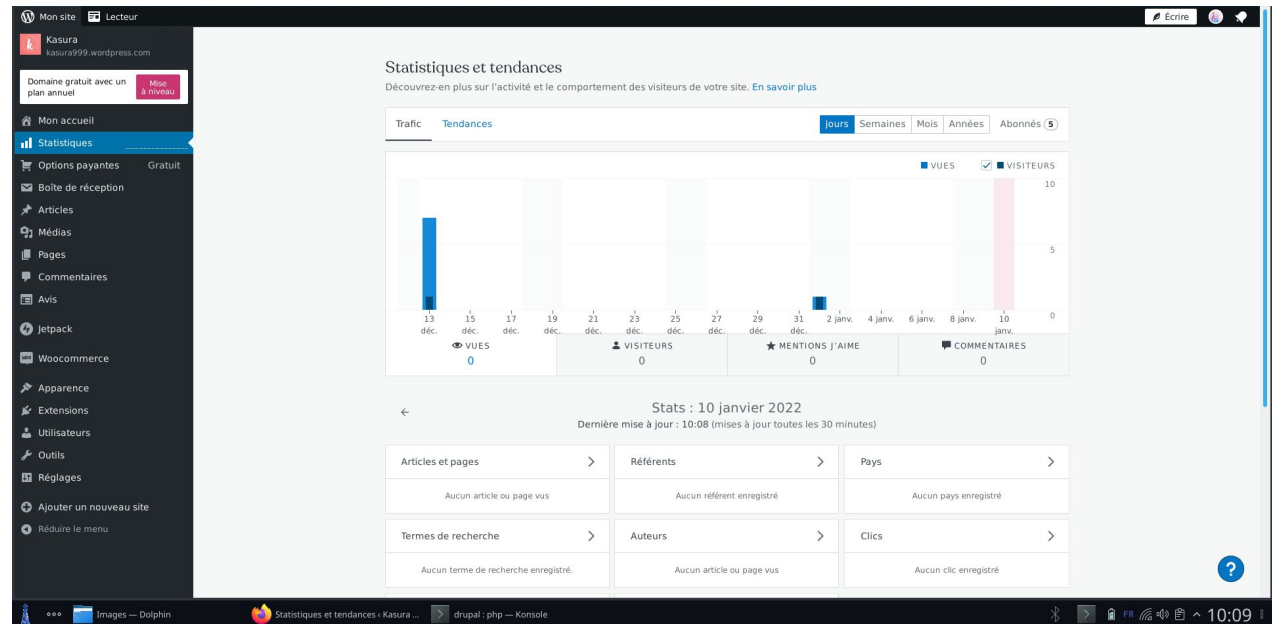 Mon site Lecteur Écrire
Kasura
kasura999.wordpress.com
Domaine gratuit avec un plan annuel
Mise à niveau
Mon accueil
Statistiques
Options payantes Gratuit
Boîte de réception
Articles
Médias
Pages
Commentaires
Avis
Jetpack
Woocommerce
Apparence
Extensions
Utilisateurs
Outils
Réglages
Ajouter un nouveau site
Réduire le menu
Statistiques et tendances
Découvrez-en plus sur l'activité et le comportement des visiteurs de votre site. En savoir plus
Trafic Tendances Jours Semaines Mois Années Abonnés 5
VUES VISITEURS
10
5
0
13 déc. 15 déc. 17 déc. 19 déc. 21 déc. 23 déc. 25 déc. 27 déc. 29 déc. 31 déc. 2 janv. 4 janv. 6 janv. 8 janv. 10 janv.
VUES VISITEURS MENTIONS J'AIME COMMENTAIRES
0 0 0 0
Stats : 10 janvier 2022
Dernière mise à jour : 10:08 (mises à jour toutes les 30 minutes)
Articles et pages Référents Pays
Aucun article ou page vus Aucun référent enregistré Aucun pays enregistré
Termes de recherche Auteurs Clics
Aucun terme de recherche enregistré. Aucun article ou page vus Aucun clic enregistré
?
Images — Dolphin Statistiques et tendances ‹ Kasura ... drupal : php — Konsole FR 10:09